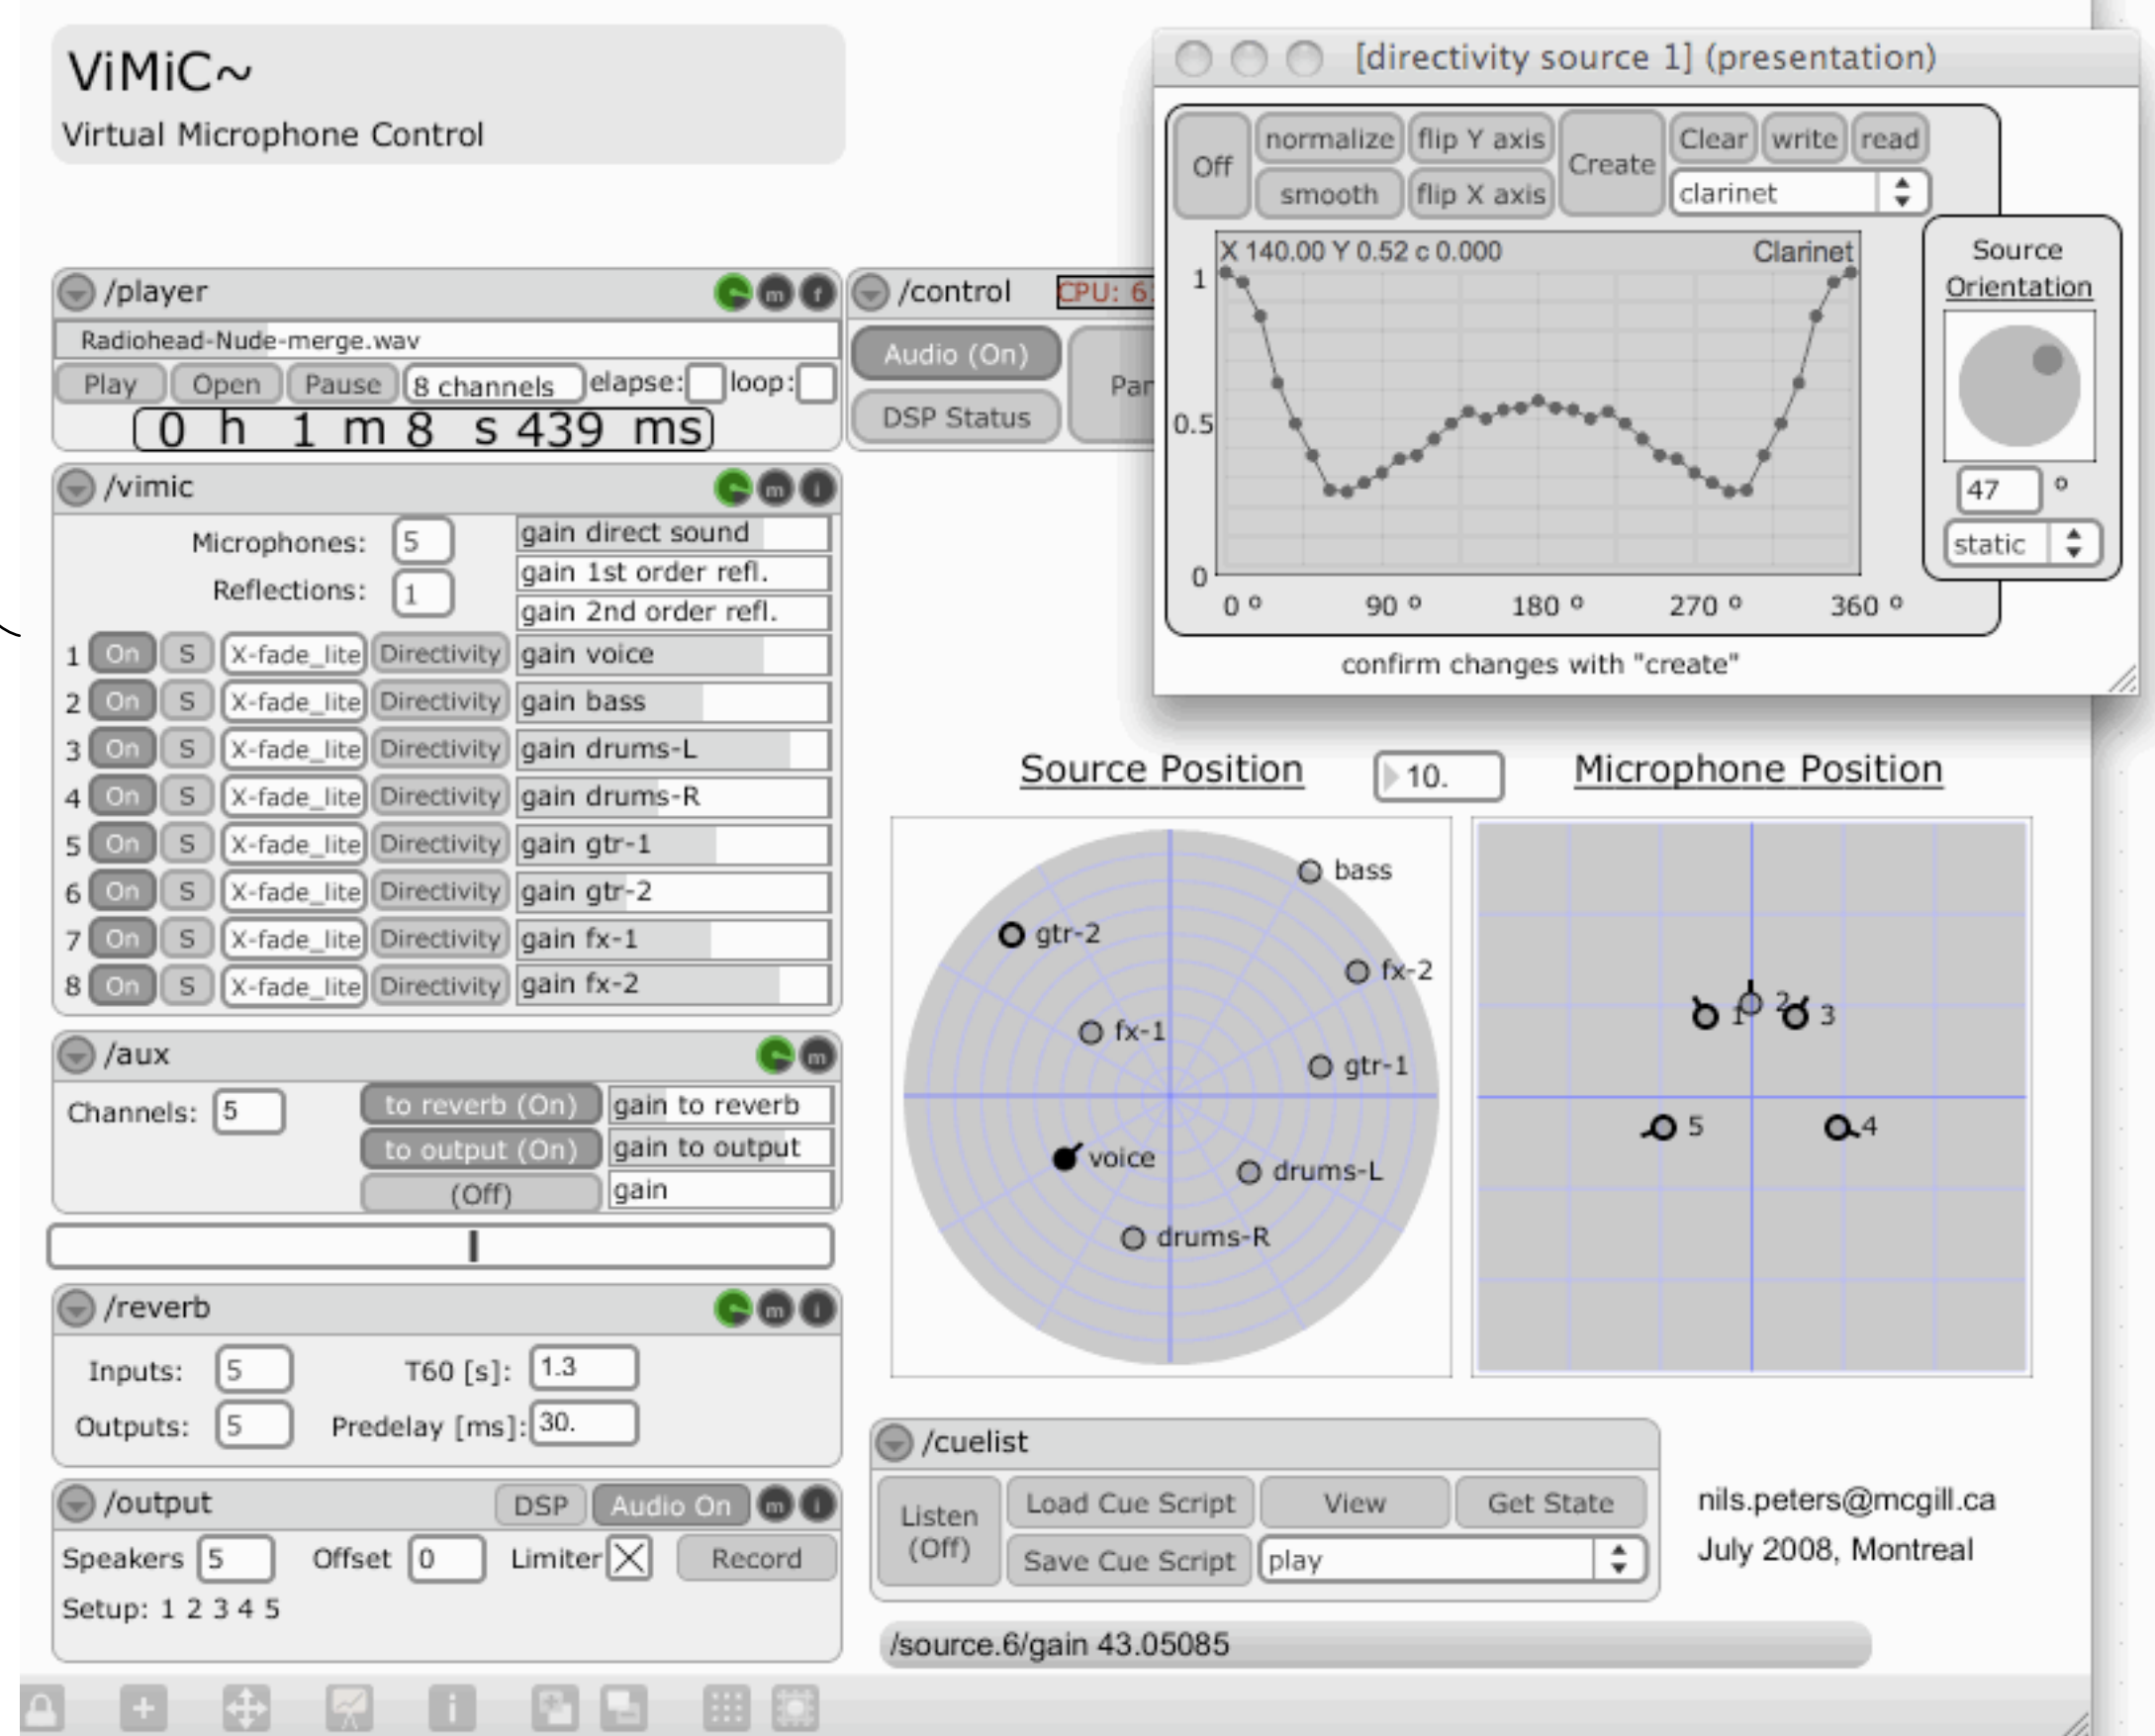 ViMiC~
Virtual Microphone Control
[directivity source 1] (presentation)
Off
normalize
flip Y axis
Create
Clear
write
read
smooth
flip X axis
clarinet
X 140.00 Y 0.52 c 0.000
Clarinet
1
0.5
0
0 º
90 º
180 º
270 º
360 º
Source
Orientation
47 º
static
confirm changes with "create"
/player
m
f
Radiohead-Nude-merge.wav
Play
Open
Pause
8 channels
elapse:
loop:
0 h 1 m 8 s 439 ms
/control
CPU: 6
Audio (On)
DSP Status
/vimic
m
i
Microphones: 5
Reflections: 1
gain direct sound
gain 1st order refl.
gain 2nd order refl.
1 On S X-fade_lite Directivity gain voice
2 On S X-fade_lite Directivity gain bass
3 On S X-fade_lite Directivity gain drums-L
4 On S X-fade_lite Directivity gain drums-R
5 On S X-fade_lite Directivity gain gtr-1
6 On S X-fade_lite Directivity gain gtr-2
7 On S X-fade_lite Directivity gain fx-1
8 On S X-fade_lite Directivity gain fx-2
/aux
m
Channels: 5
to reverb (On) gain to reverb
to output (On) gain to output
(Off) gain
/reverb
m
i
Inputs: 5 T60 [s]: 1.3
Outputs: 5 Predelay [ms]: 30.
/output
DSP
Audio On
m
i
Speakers 5 Offset 0 Limiter Record
Setup: 1 2 3 4 5
Source Position
10.
Microphone Position
bass
gtr-2
fx-2
fx-1
gtr-1
voice
drums-L
drums-R
1
2
3
5
4
/cuelist
Listen
(Off)
Load Cue Script
View
Get State
Save Cue Script
play
nils.peters@mcgill.ca
July 2008, Montreal
/source.6/gain 43.05085
i